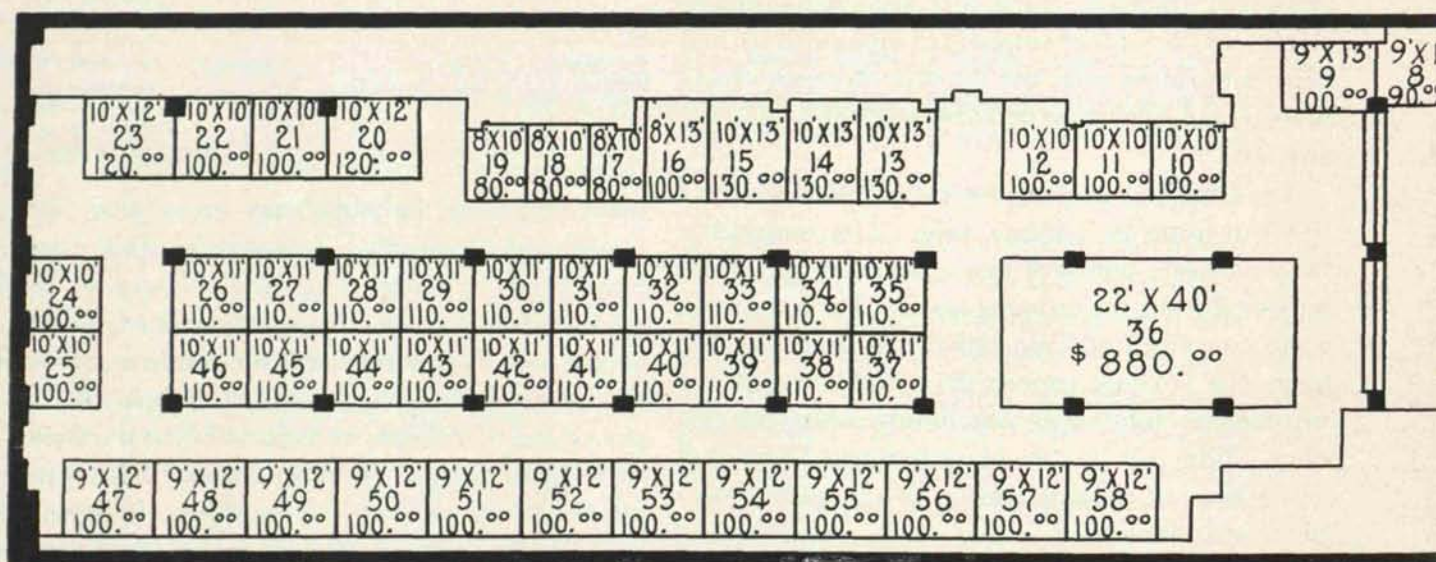 9'X13'
9
100.⁰⁰
9'X1
8
90.⁰⁰
10'X12'
23
120.⁰⁰
10'X10'
22
100.⁰⁰
10'X10'
21
100.⁰⁰
10'X12'
20
120.⁰⁰
8'X10'
19
80.⁰⁰
8'X10'
18
80.⁰⁰
8'X10'
17
80.⁰⁰
8'X13'
16
100.⁰⁰
10'X13'
15
130.⁰⁰
10'X13'
14
130.⁰⁰
10'X13'
13
130.⁰⁰
10'X10'
12
100.⁰⁰
10'X10'
11
100.⁰⁰
10'X10'
10
100.⁰⁰
10'X10'
24
100.⁰⁰
10'X10'
25
100.⁰⁰
10'X11'
26
110.⁰⁰
10'X11'
27
110.⁰⁰
10'X11'
28
110.⁰⁰
10'X11'
29
110.⁰⁰
10'X11'
30
110.⁰⁰
10'X11'
31
110.⁰⁰
10'X11'
32
110.⁰⁰
10'X11'
33
110.⁰⁰
10'X11'
34
110.⁰⁰
10'X11'
35
110.⁰⁰
10'X11'
46
110.⁰⁰
10'X11'
45
110.⁰⁰
10'X11'
44
110.⁰⁰
10'X11'
43
110.⁰⁰
10'X11'
42
110.⁰⁰
10'X11'
41
110.⁰⁰
10'X11'
40
110.⁰⁰
10'X11'
39
110.⁰⁰
10'X11'
38
110.⁰⁰
10'X11'
37
110.⁰⁰
22' X 40'
36
$ 880.⁰⁰
9'X12'
47
100.⁰⁰
9'X12'
48
100.⁰⁰
9'X12'
49
100.⁰⁰
9'X12'
50
100.⁰⁰
9'X12'
51
100.⁰⁰
9'X12'
52
100.⁰⁰
9'X12'
53
100.⁰⁰
9'X12'
54
100.⁰⁰
9'X12'
55
100.⁰⁰
9'X12'
56
100.⁰⁰
9'X12'
57
100.⁰⁰
9'X12'
58
100.⁰⁰